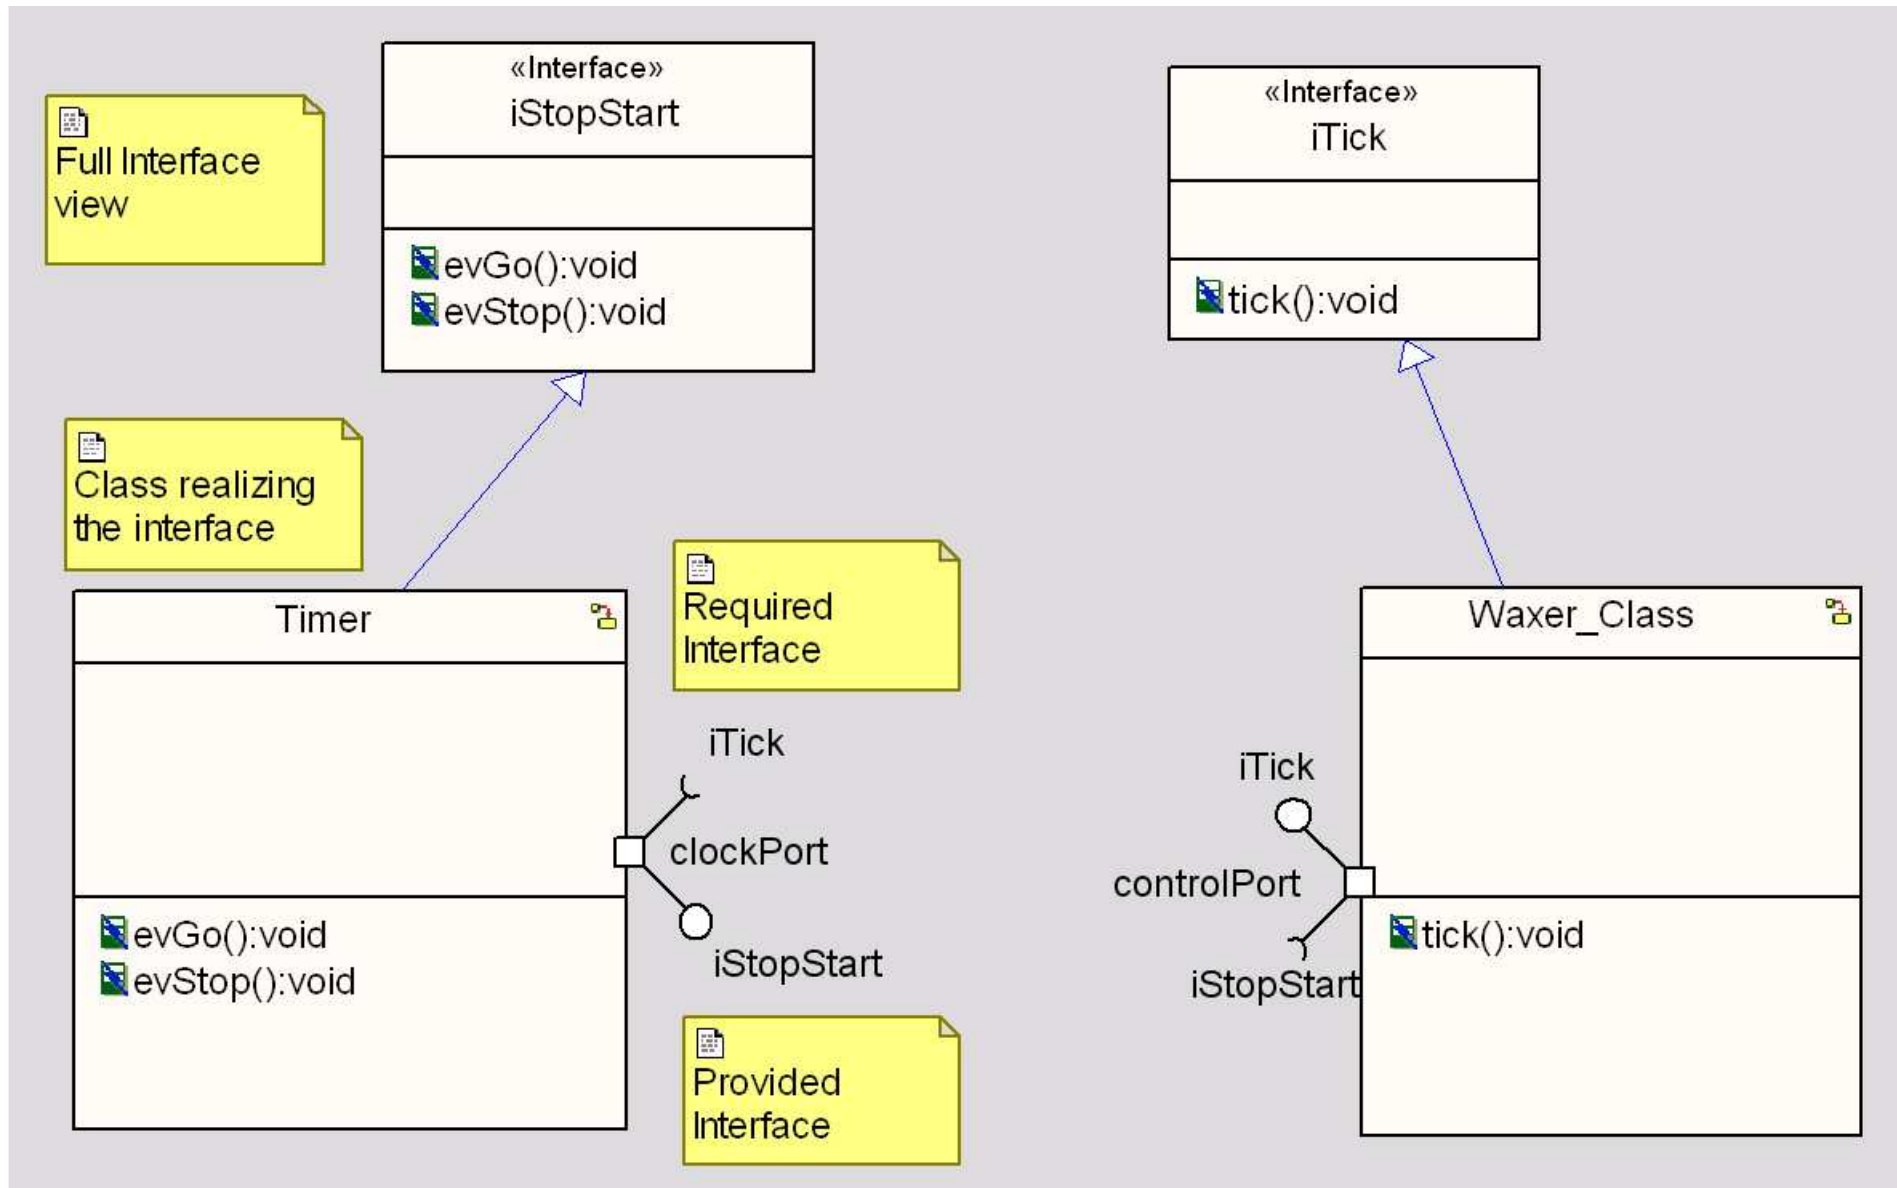 Full Interface
view
«Interface»
iStopStart
evGo():void
evStop():void
«Interface»
iTick
tick():void
Class realizing
the interface
Timer
evGo():void
evStop():void
Required
Interface
iTick
clockPort
iStopStart
Provided
Interface
iTick
controlPort
iStopStart
Waxer_Class
tick():void